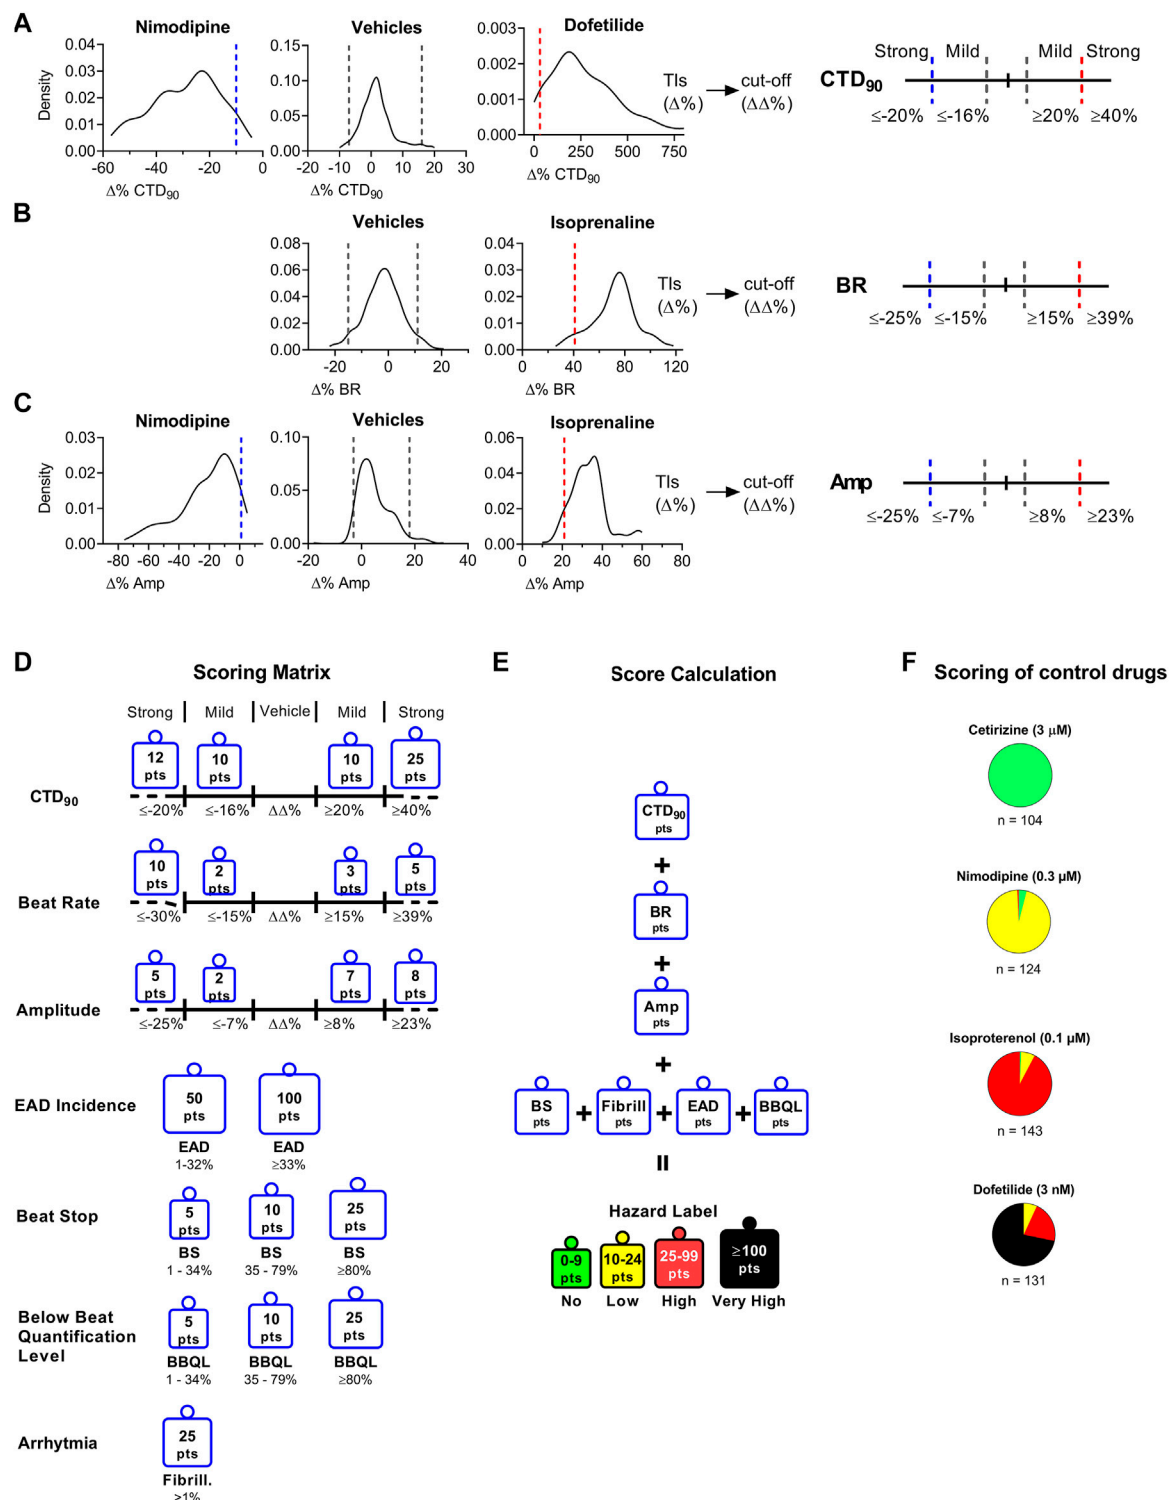 A
Nimodipine
Vehicles
Dofetilide
Density
0.04
0.03
0.02
0.01
0.00
-60
-40
-20
0
Δ% CTD90
0.15
0.10
0.05
0.00
-20
-10
0
10
20
30
Δ% CTD90
0.003
0.002
0.001
0.000
0
250
500
750
Δ% CTD90
TIs
(Δ%)
cut-off
(ΔΔ%)
Strong
Mild
Mild
Strong
CTD90
≤-20%
≤-16%
≥20%
≥40%
B
Vehicles
Isoprenaline
0.08
0.06
0.04
0.02
0.00
-20
0
20
Δ% BR
0.04
0.03
0.02
0.01
0.00
0
40
80
120
Δ% BR
TIs
(Δ%)
cut-off
(ΔΔ%)
BR
≤-25%
≤-15%
≥15%
≥39%
C
Nimodipine
Vehicles
Isoprenaline
Density
0.03
0.02
0.01
0.00
-80
-60
-40
-20
0
Δ% Amp
0.10
0.05
0.00
-20
0
20
40
Δ% Amp
0.06
0.04
0.02
0.00
0
20
40
60
80
Δ% Amp
TIs
(Δ%)
cut-off
(ΔΔ%)
Amp
≤-25%
≤-7%
≥8%
≥23%
D
Scoring Matrix
Strong
Mild
Vehicle
Mild
Strong
CTD90
12
pts
10
pts
10
pts
25
pts
≤-20%
≤-16%
ΔΔ%
≥20%
≥40%
Beat Rate
10
pts
2
pts
3
pts
5
pts
≤-30%
≤-15%
ΔΔ%
≥15%
≥39%
Amplitude
5
pts
2
pts
7
pts
8
pts
≤-25%
≤-7%
ΔΔ%
≥8%
≥23%
EAD Incidence
50
pts
100
pts
EAD
1-32%
EAD
≥33%
Beat Stop
5
pts
10
pts
25
pts
BS
1 - 34%
BS
35 - 79%
BS
≥80%
Below Beat
Quantification
Level
5
pts
10
pts
25
pts
BBQL
1 - 34%
BBQL
35 - 79%
BBQL
≥80%
Arrhytmia
25
pts
Fibrill.
≥1%
E
Score Calculation
CTD90
pts
+
BR
pts
+
Amp
pts
+
BS
pts
+
Fibrill
pts
+
EAD
pts
+
BBQL
pts
=
Hazard Label
0-9
pts
10-24
pts
25-99
pts
≥100
pts
No
Low
High
Very High
F
Scoring of control drugs
Cetirizine (3 μM)
n = 104
Nimodipine (0.3 μM)
n = 124
Isoproterenol (0.1 μM)
n = 143
Dofetilide (3 nM)
n = 131